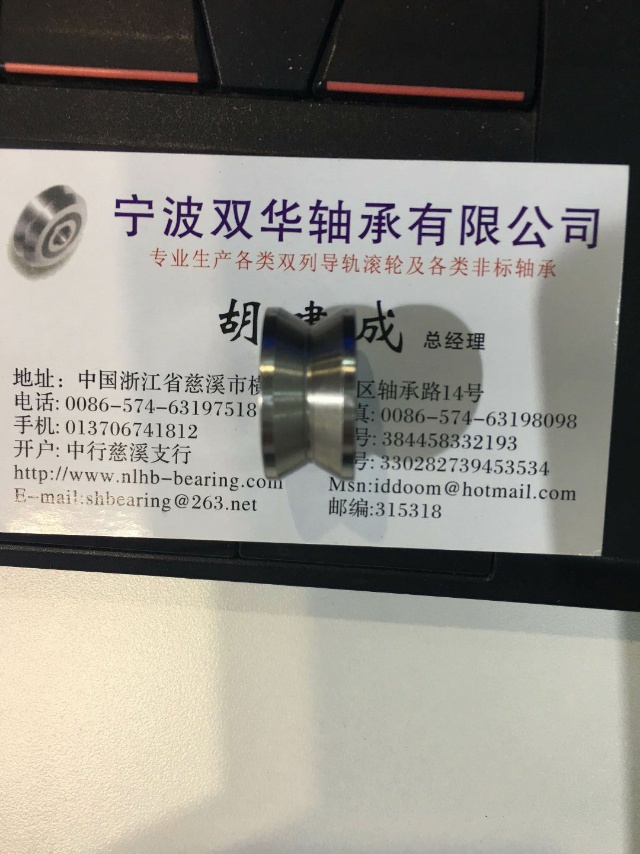 宁波双华轴承有限公司
专业生产各类双列导轨滚轮及各类非标轴承
胡 成 总经理
地址：中国浙江省慈溪市横 区轴承路14号
电话: 0086-574-63197518 真: 0086-574-63198098
手机: 013706741812 号: 384458332193
开户: 中行慈溪支行 号: 330282739453534
http://www.nlhb-bearing.com Msn:iddoom@hotmail.com
E-mail:shbearing@263.net 邮编:315318